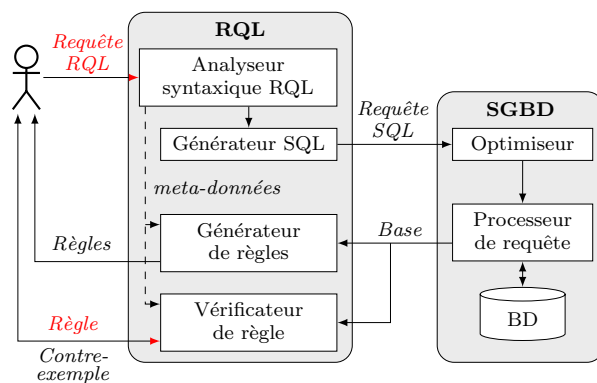 RQL
Requête
RQL
Analyseur
syntaxique RQL
Générateur SQL
Requête
SQL
SGBD
Optimiseur
meta-données
Règles
Générateur
de règles
Base
Processeur
de requête
Règle
Vérificateur
de règle
BD
Contre-
exemple